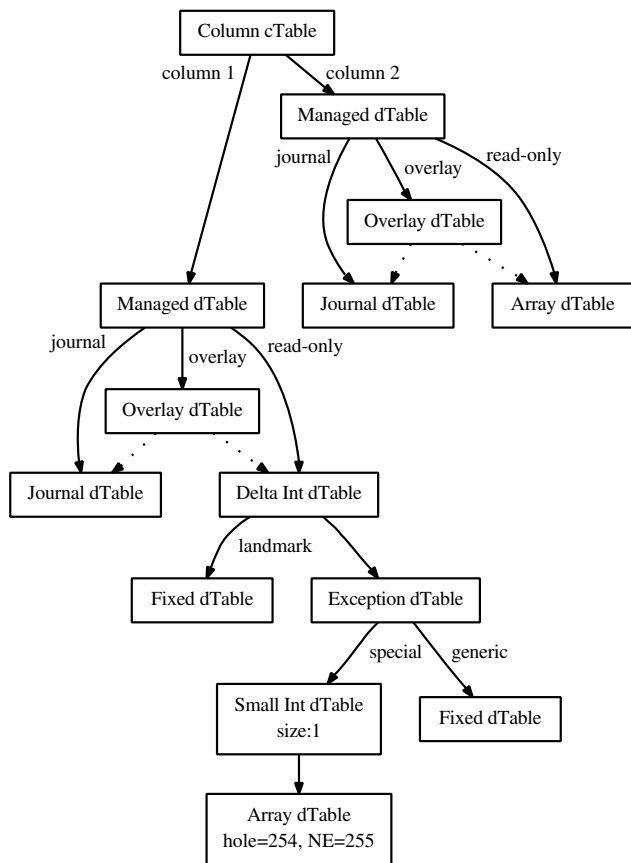 Column cTable
column 1
column 2
Managed dTable
journal
overlay
read-only
Overlay dTable
Journal dTable
Array dTable
Managed dTable
journal
overlay
read-only
Overlay dTable
Journal dTable
Delta Int dTable
landmark
Fixed dTable
Exception dTable
special
generic
Small Int dTable
size:1
Fixed dTable
Array dTable
hole=254, NE=255